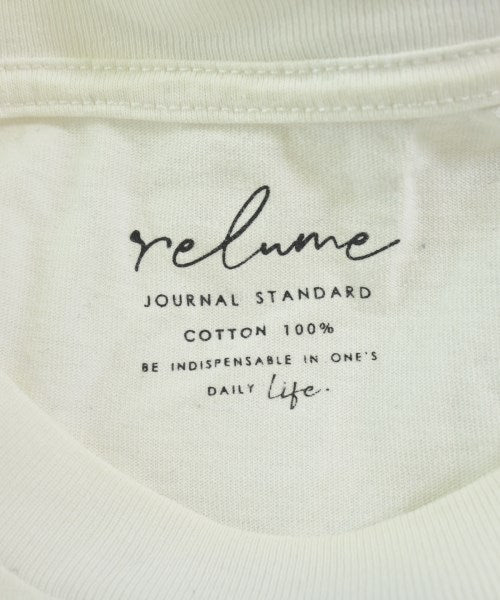 relume
JOURNAL STANDARD
COTTON 100%
BE INDISPENSABLE IN ONE'S
DAILY life.